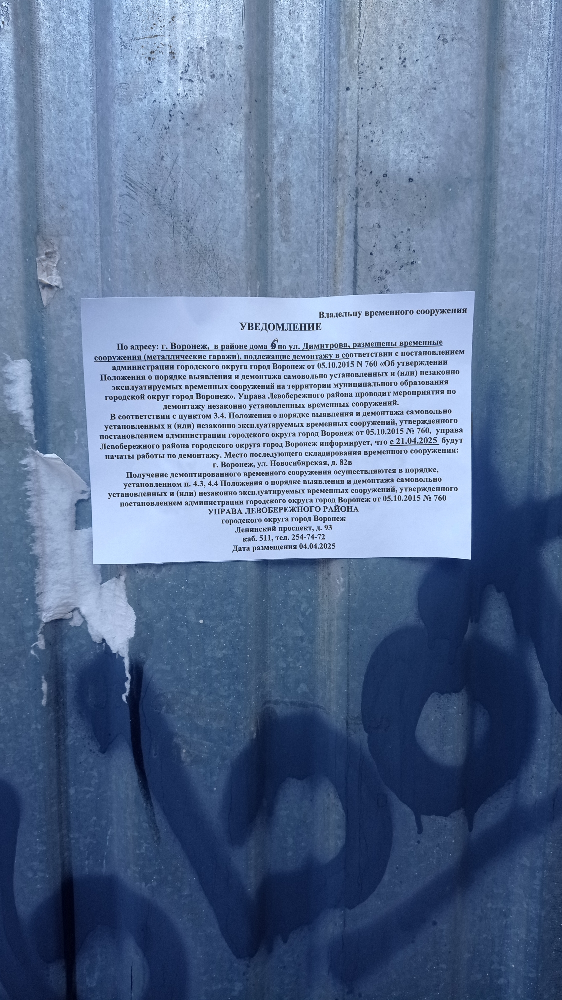 Владельцу временного сооружения
УВЕДОМЛЕНИЕ
По адресу: г. Воронеж, в районе дома 6 по ул. Димитрова, размещены временные
сооружения (металлические гаражи), подлежащие демонтажу в соответствии с постановлением
администрации городского округа город Воронеж от 05.10.2015 N 760 «Об утверждении
Положения о порядке выявления и демонтажа самовольно установленных и (или) незаконно
эксплуатируемых временных сооружений на территории муниципального образования
городской округ город Воронеж». Управа Левобережного района проводит мероприятия по
демонтажу незаконно установленных временных сооружений.
В соответствии с пунктом 3.4. Положения о порядке выявления и демонтажа самовольно
установленных и (или) незаконно эксплуатируемых временных сооружений, утвержденного
постановлением администрации городского округа город Воронеж от 05.10.2015 № 760, управа
Левобережного района городского округа город Воронеж информирует, что с 21.04.2025 будут
начаты работы по демонтажу. Место последующего складирования временного сооружения:
г. Воронеж, ул. Новосибирская, д. 82в
Получение демонтированного временного сооружения осуществляются в порядке,
установленном п. 4.3, 4.4 Положения о порядке выявления и демонтажа самовольно
установленных и (или) незаконно эксплуатируемых временных сооружений, утвержденного
постановлением администрации городского округа город Воронеж от 05.10.2015 № 760
УПРАВА ЛЕВОБЕРЕЖНОГО РАЙОНА
городского округа город Воронеж
Ленинский проспект, д. 93
каб. 511, тел. 254-74-72
Дата размещения 04.04.2025